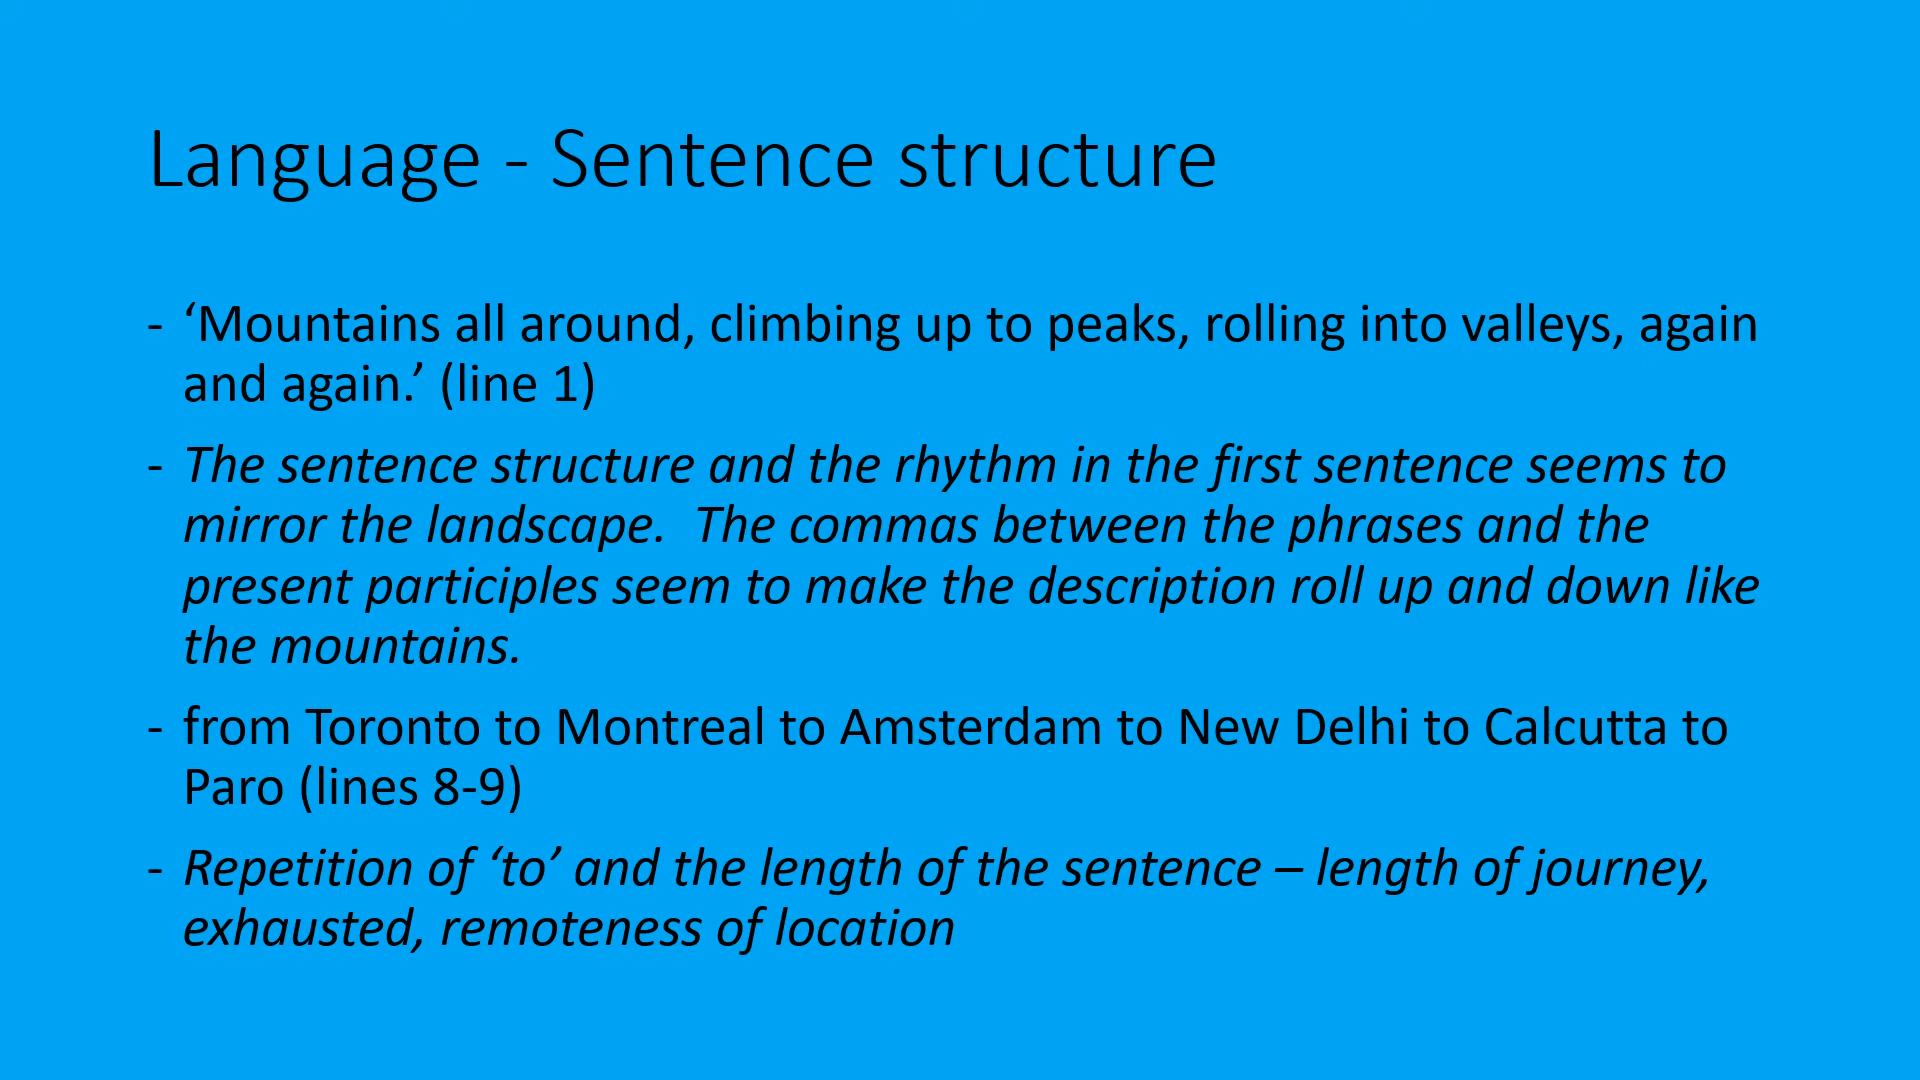 Language - Sentence structure
- ‘Mountains all around, climbing up to peaks, rolling into valleys, again
and again.’ (line 1)
- The sentence structure and the rhythm in the first sentence seems to
mirror the landscape.  The commas between the phrases and the
present participles seem to make the description roll up and down like
the mountains.
- from Toronto to Montreal to Amsterdam to New Delhi to Calcutta to
Paro (lines 8-9)
- Repetition of ‘to’ and the length of the sentence – length of journey,
exhausted, remoteness of location